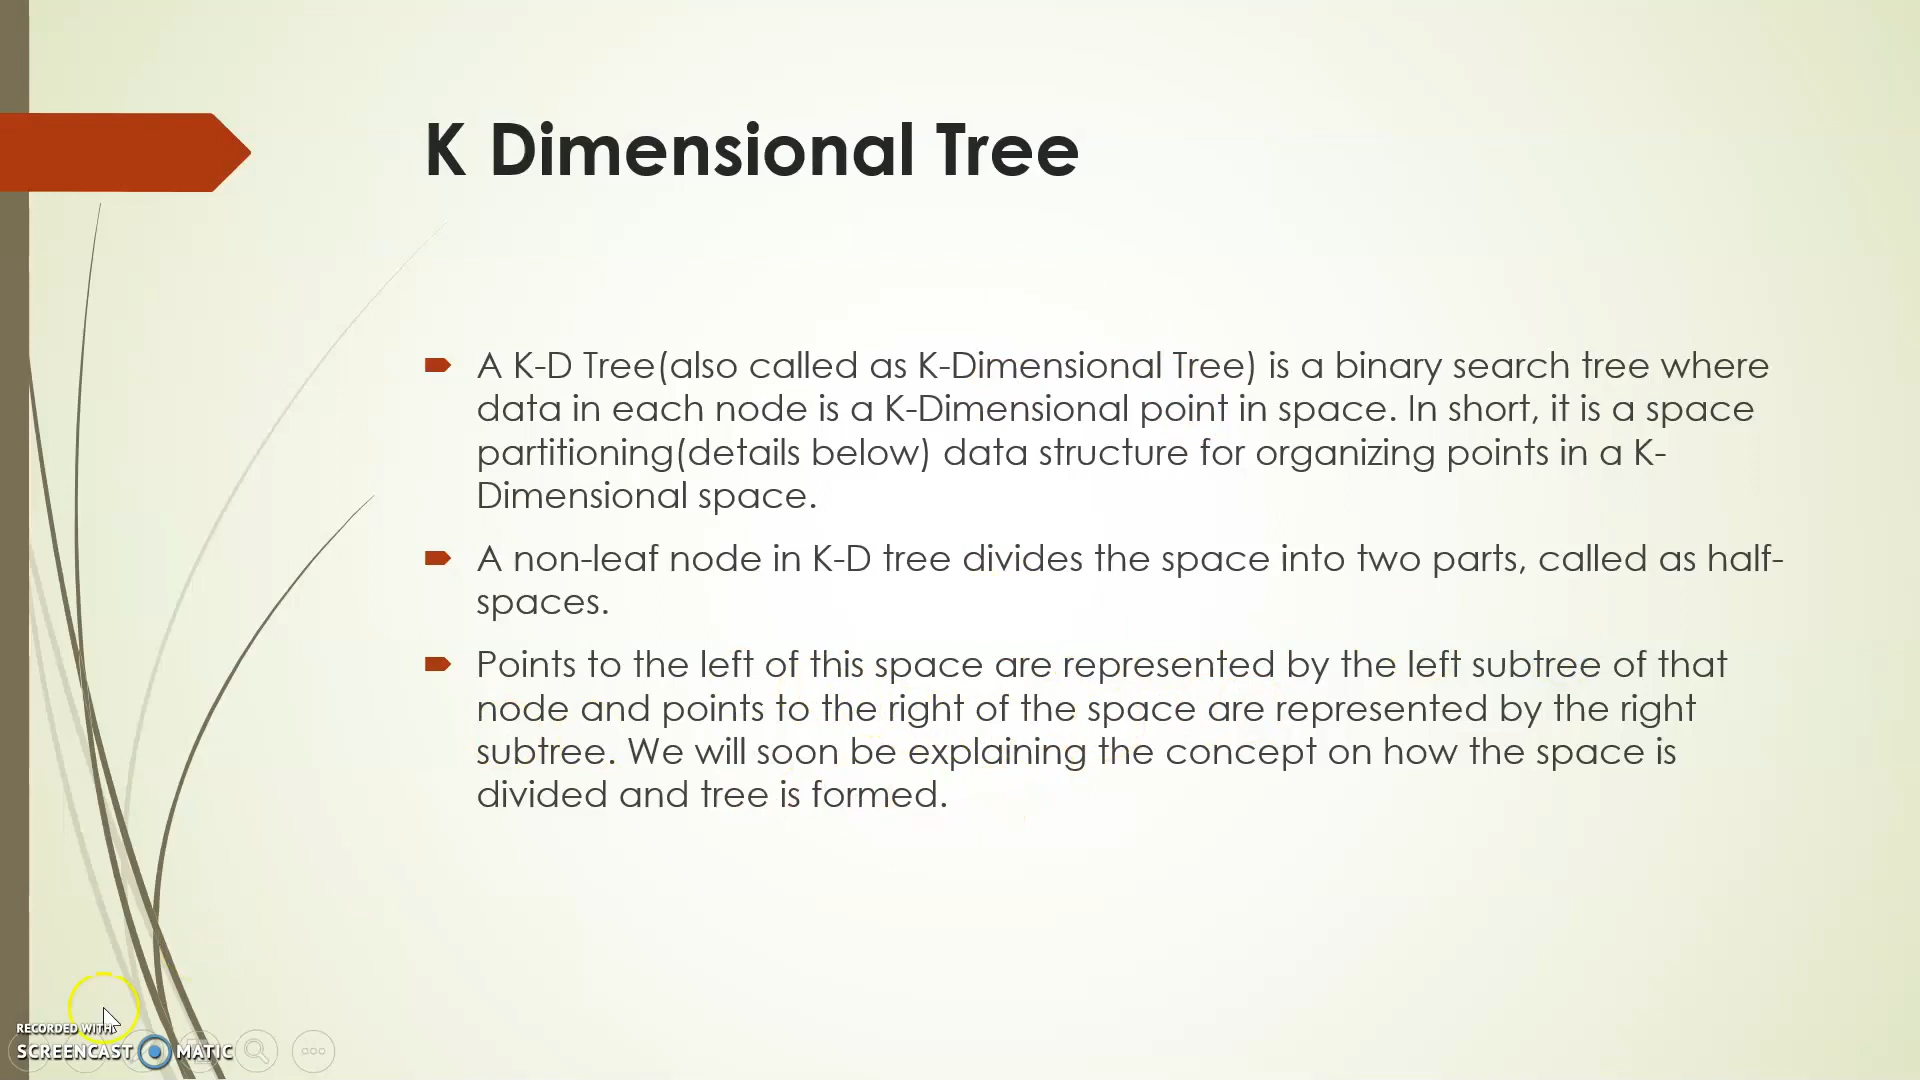 K Dimensional Tree
A K-D Tree(also called as K-Dimensional Tree) is a binary search tree where
data in each node is a K-Dimensional point in space. In short, it is a space
partitioning(details below) data structure for organizing points in a K-
Dimensional space.
A non-leaf node in K-D tree divides the space into two parts, called as half-
spaces.
Points to the left of this space are represented by the left subtree of that
node and points to the right of the space are represented by the right
subtree. We will soon be explaining the concept on how the space is
divided and tree is formed.
RECORDED WITH
SCREENCAST MATIC